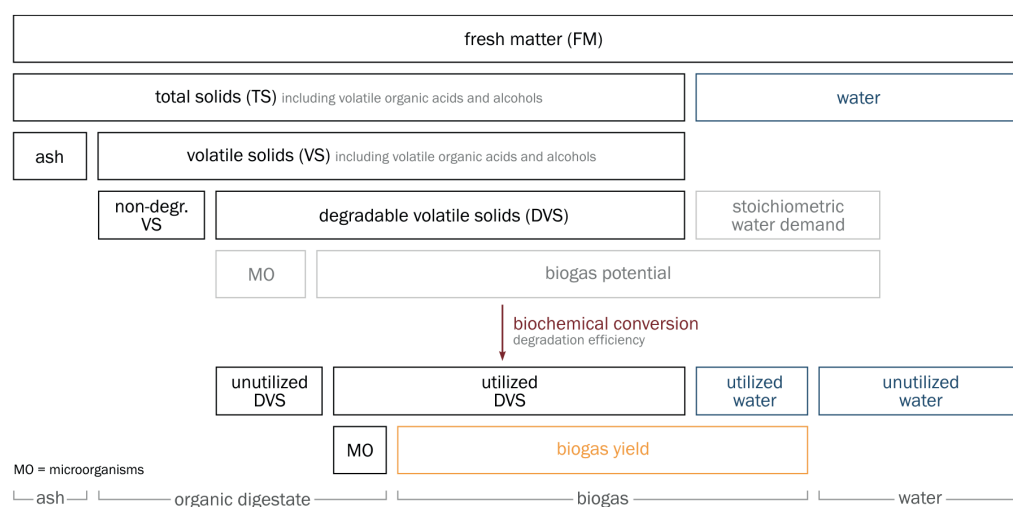 fresh matter (FM)
total solids (TS) including volatile organic acids and alcohols
water
ash
volatile solids (VS) including volatile organic acids and alcohols
non-degr.
VS
degradable volatile solids (DVS)
stoichiometric
water demand
MO
biogas potential
biochemical conversion
degradation efficiency
unutilized
DVS
utilized
DVS
utilized
water
unutilized
water
MO
biogas yield
MO = microorganisms
ash
organic digestate
biogas
water